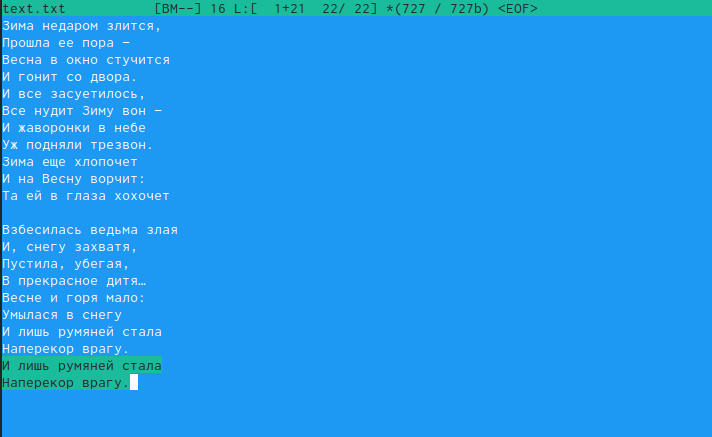 text.txt [BM--] 16 L:[ 1+21 22/ 22] *(727 / 727b) <EOF>
Зима недаром злится,
Прошла ее пора −
Весна в окно стучится
И гонит со двора.
И все засуетилось,
Все нудит Зиму вон −
И жаворонки в небе
Уж подняли трезвон.
Зима еще хлопочет
И на Весну ворчит:
Та ей в глаза хохочет

Взбесилась ведьма злая
И, снегу захватя,
Пустила, убегая,
В прекрасное дитя…
Весне и горя мало:
Умылася в снегу
И лишь румяней стала
Наперекор врагу.
И лишь румяней стала
Наперекор врагу.